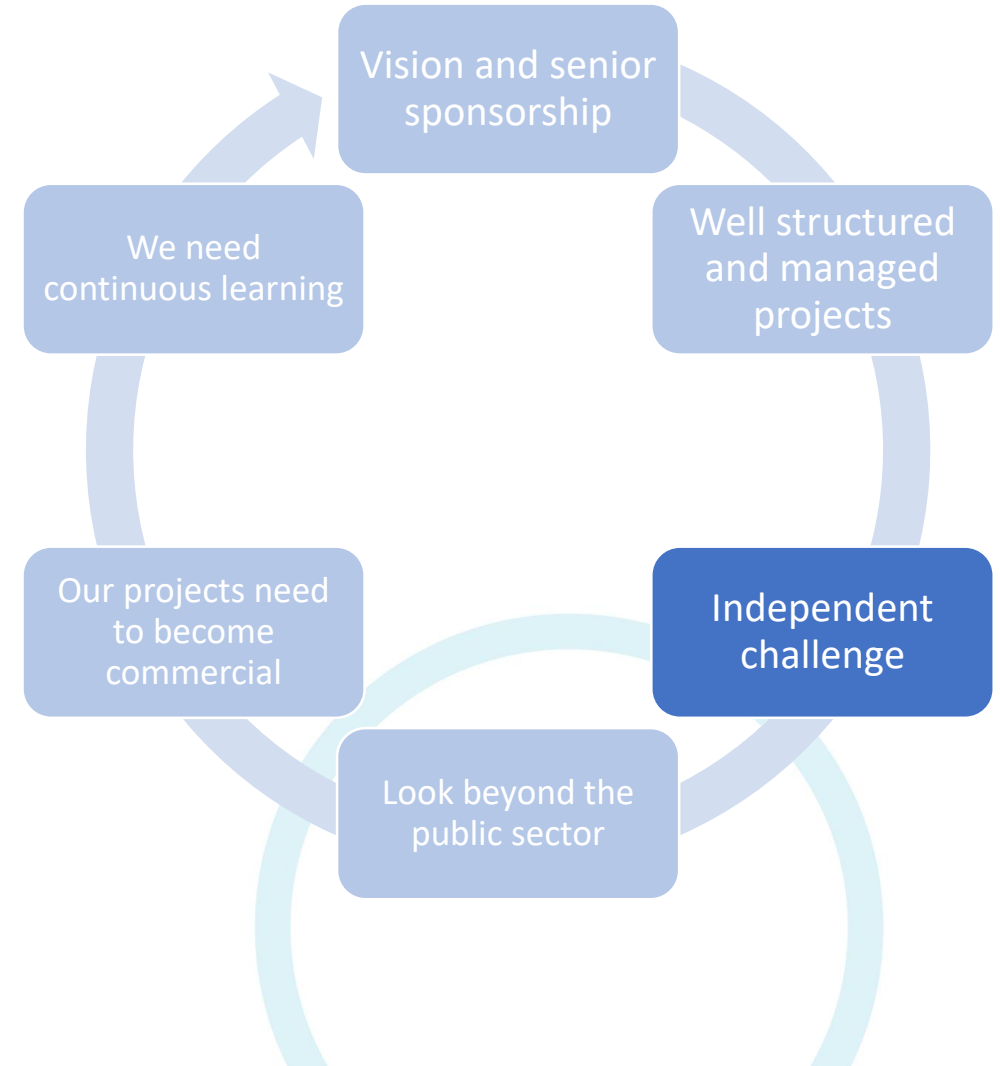 Vision and senior
sponsorship
Well structured
and managed
projects
Independent
challenge
Look beyond the
public sector
Our projects need
to become
commercial
We need
continuous learning